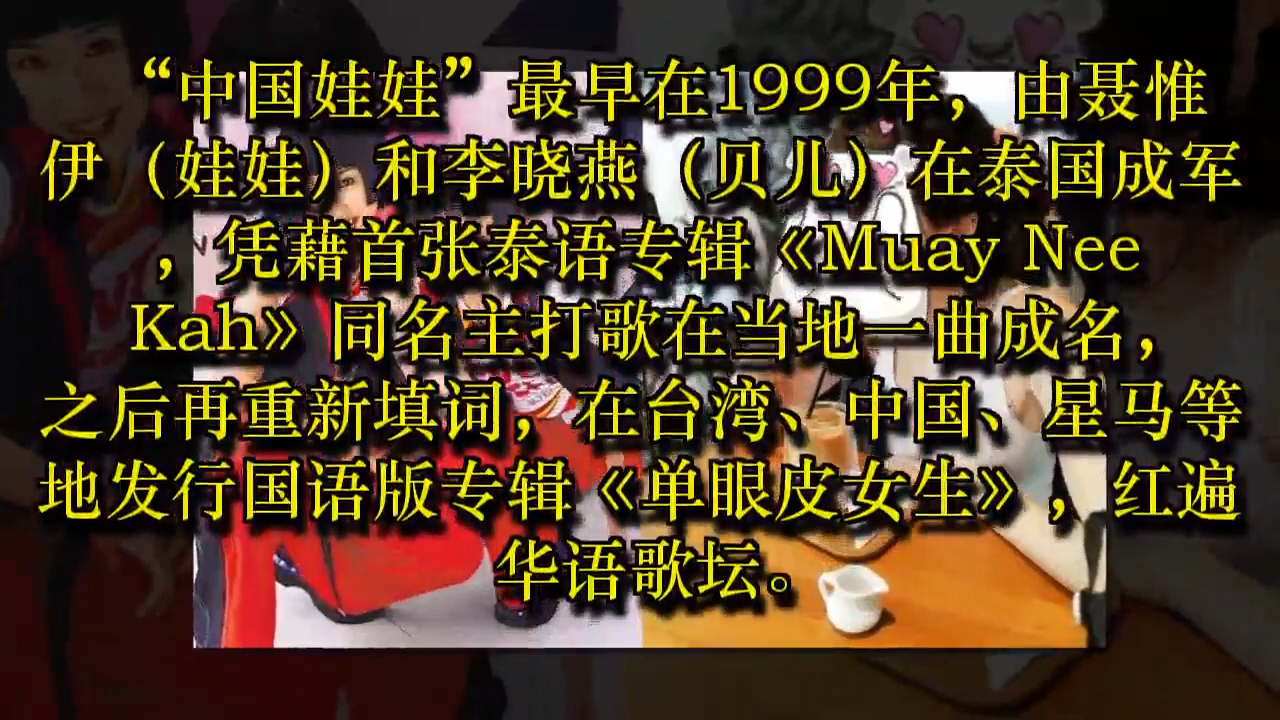 “中国娃娃”最早在1999年，由聂惟
伊（娃娃）和李晓燕（贝儿）在泰国成军
，凭藉首张泰语专辑《Muay Nee
Kah》同名主打歌在当地一曲成名，
之后再重新填词，在台湾、中国、星马等
地发行国语版专辑《单眼皮女生》，红遍
华语歌坛。